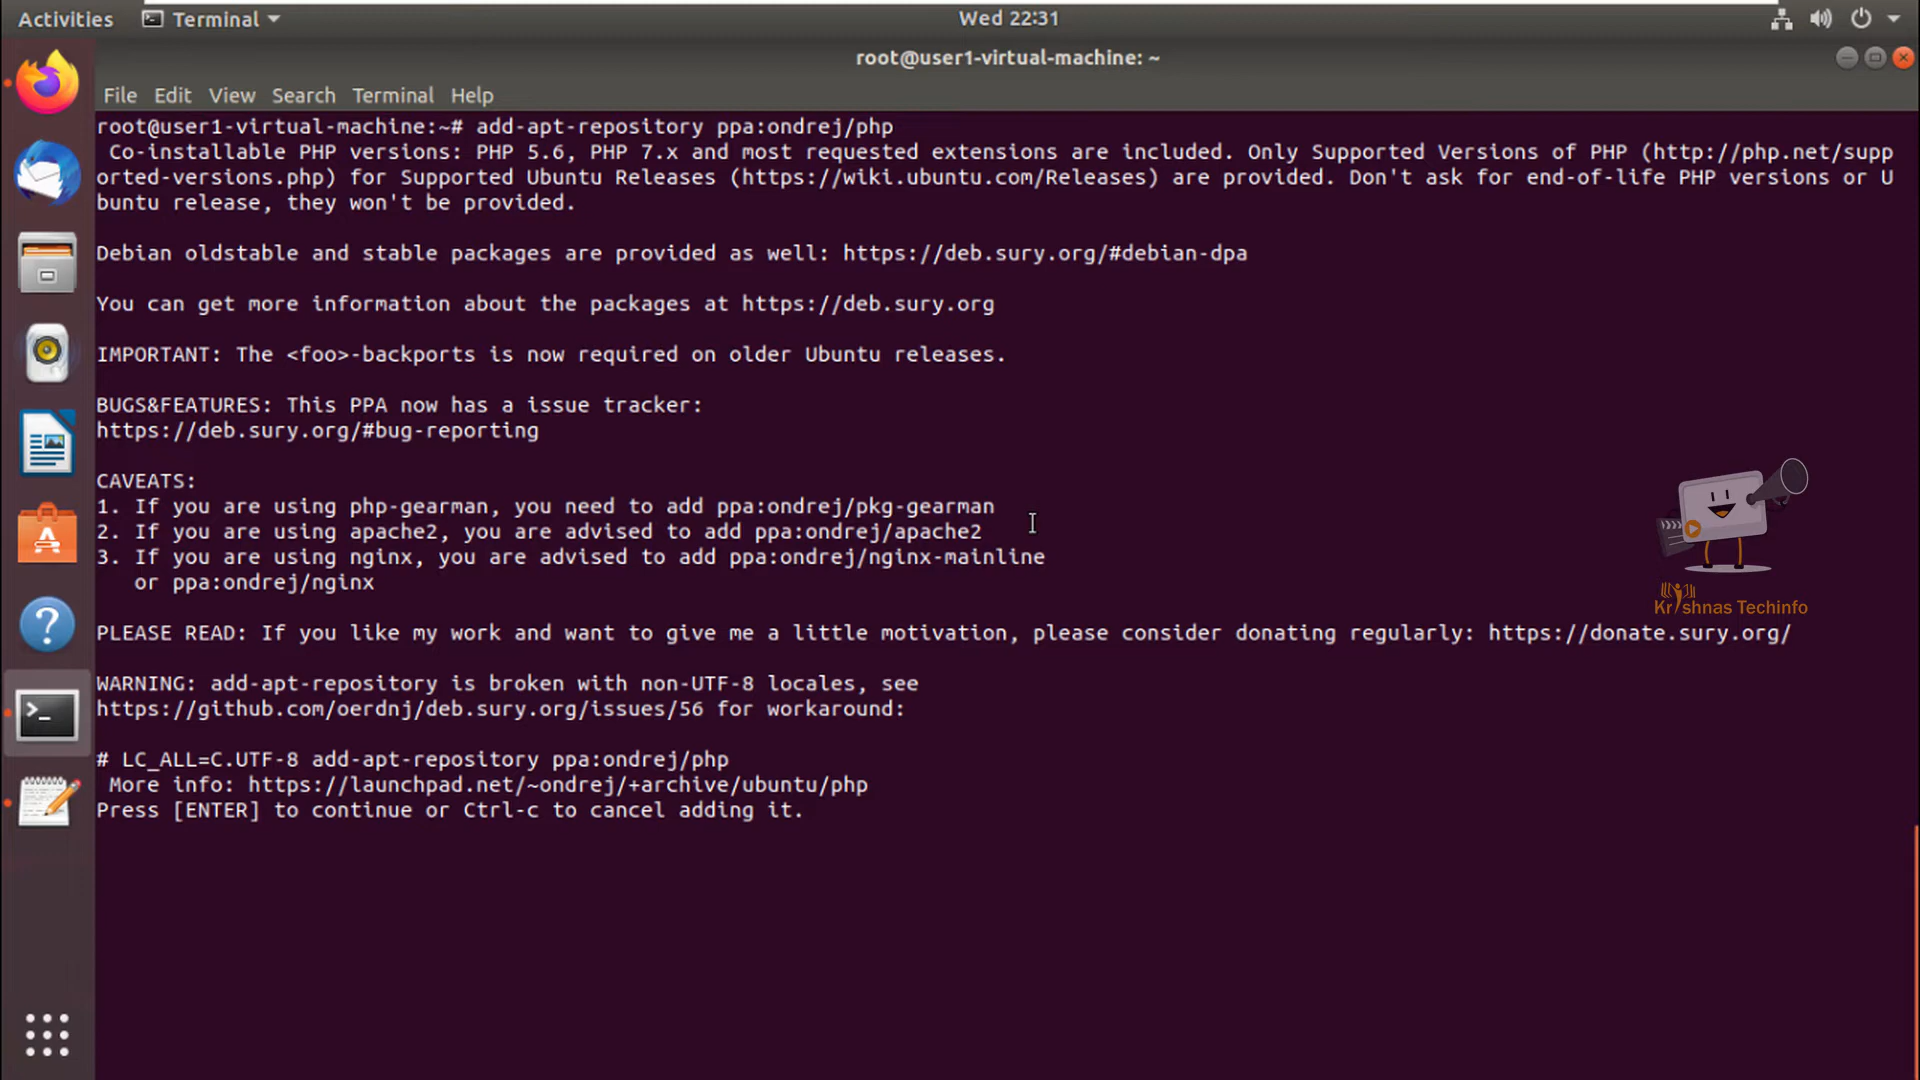 Activities Terminal Wed 22:31
root@user1-virtual-machine: ~
File Edit View Search Terminal Help
root@user1-virtual-machine:~# add-apt-repository ppa:ondrej/php
 Co-installable PHP versions: PHP 5.6, PHP 7.x and most requested extensions are included. Only Supported Versions of PHP (http://php.net/supp
orted-versions.php) for Supported Ubuntu Releases (https://wiki.ubuntu.com/Releases) are provided. Don't ask for end-of-life PHP versions or U
buntu release, they won't be provided.
Debian oldstable and stable packages are provided as well: https://deb.sury.org/#debian-dpa
You can get more information about the packages at https://deb.sury.org
IMPORTANT: The <foo>-backports is now required on older Ubuntu releases.
BUGS&FEATURES: This PPA now has a issue tracker:
https://deb.sury.org/#bug-reporting
CAVEATS:
1. If you are using php-gearman, you need to add ppa:ondrej/pkg-gearman
2. If you are using apache2, you are advised to add ppa:ondrej/apache2
3. If you are using nginx, you are advised to add ppa:ondrej/nginx-mainline
   or ppa:ondrej/nginx
Krishnas Techinfo
PLEASE READ: If you like my work and want to give me a little motivation, please consider donating regularly: https://donate.sury.org/
WARNING: add-apt-repository is broken with non-UTF-8 locales, see
https://github.com/oerdnj/deb.sury.org/issues/56 for workaround:
# LC_ALL=C.UTF-8 add-apt-repository ppa:ondrej/php
 More info: https://launchpad.net/~ondrej/+archive/ubuntu/php
Press [ENTER] to continue or Ctrl-c to cancel adding it.